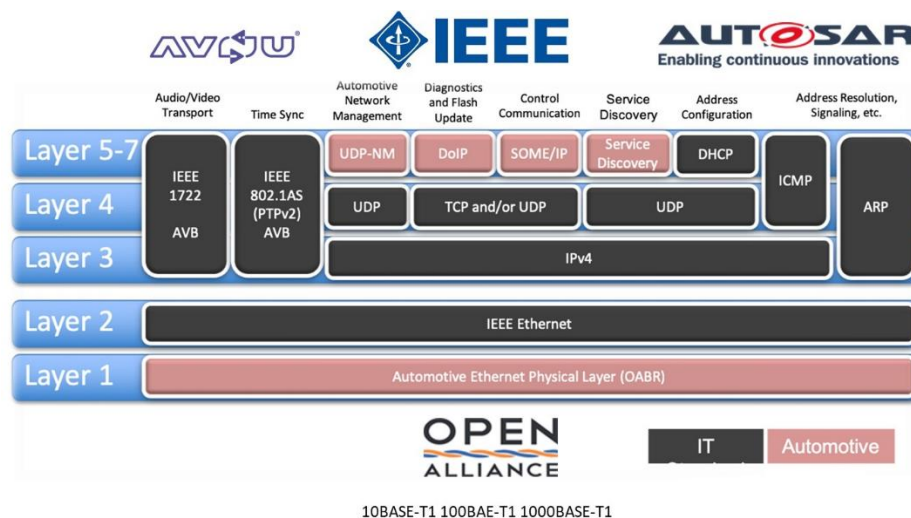 AVNU
IEEE
AUTOSAR
Enabling continuous innovations
Audio/Video
Transport
Time Sync
Automotive
Network
Management
Diagnostics
and Flash
Update
Control
Communication
Service
Discovery
Address
Configuration
Address Resolution,
Signaling, etc.
Layer 5-7
UDP-NM
DoIP
SOME/IP
Service
Discovery
DHCP
IEEE
1722
AVB
IEEE
802.1AS
(PTPv2)
AVB
ICMP
ARP
Layer 4
UDP
TCP and/or UDP
UDP
Layer 3
IPv4
Layer 2
IEEE Ethernet
Layer 1
Automotive Ethernet Physical Layer (OABR)
OPEN
ALLIANCE
IT
Automotive
10BASE-T1 100BAE-T1 1000BASE-T1